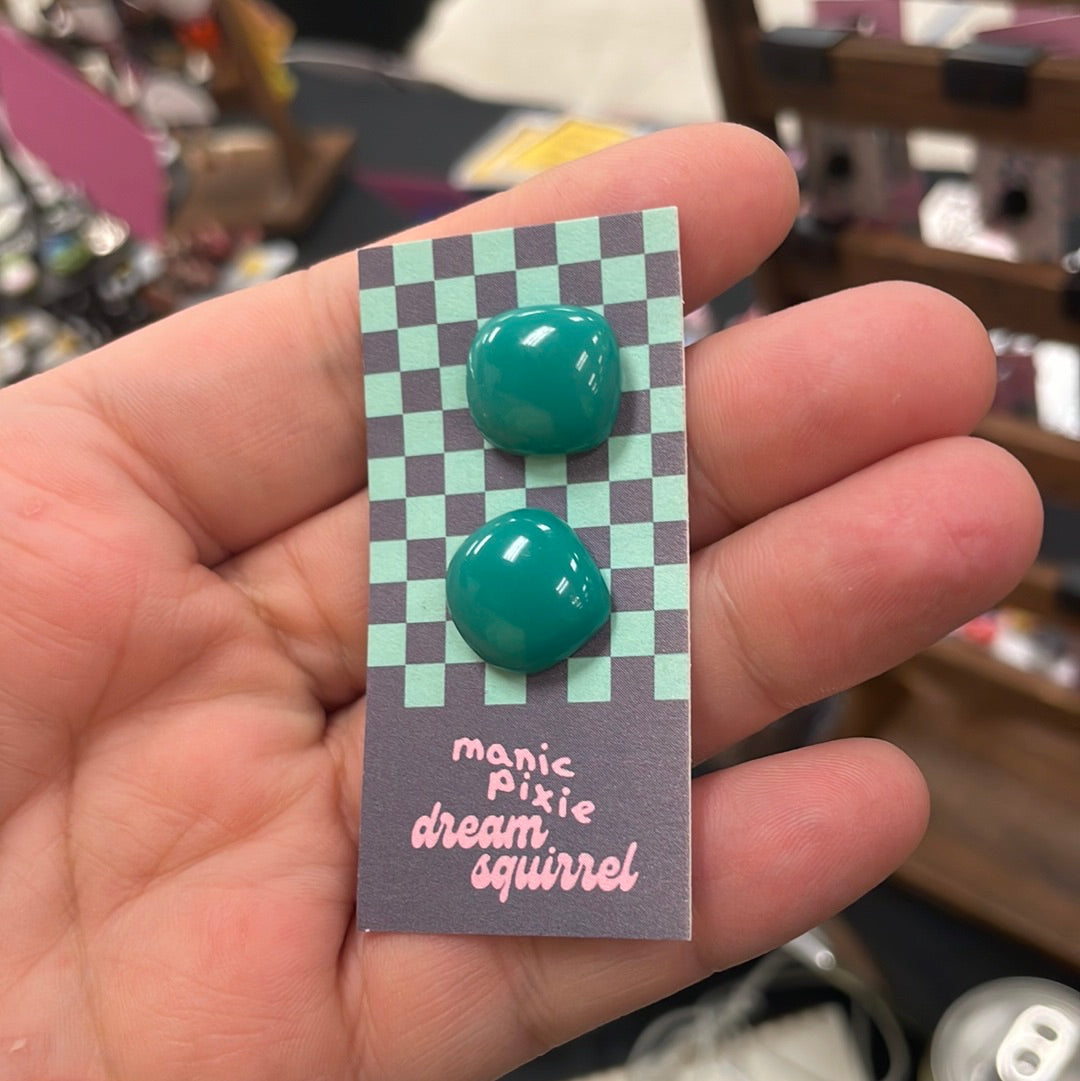 manic
pixie
dream
squirrel